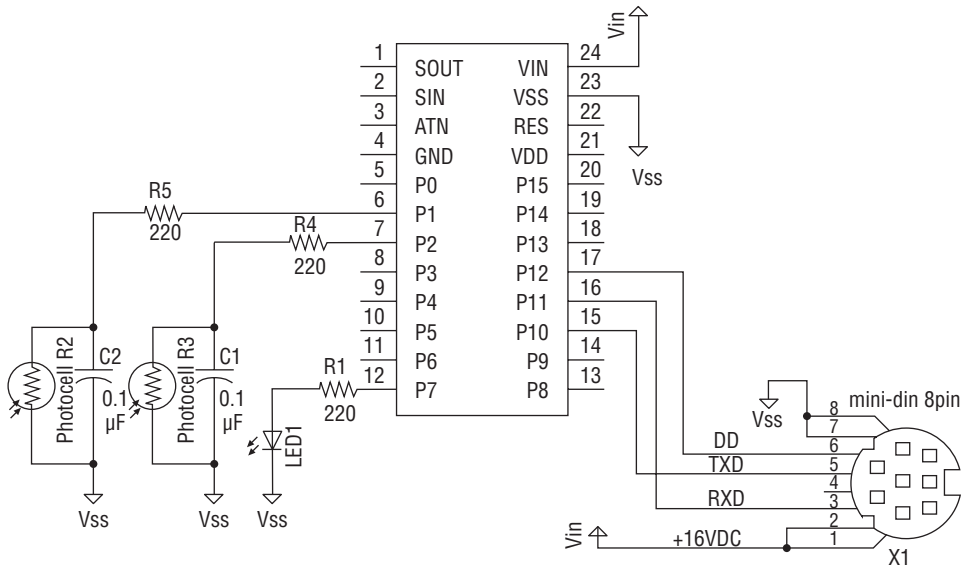 Vin
1 SOUT VIN 24
2 SIN VSS 23
3 ATN RES 22
4 GND VDD 21
Vss
5 P0 P15 20
R5
220
6 P1 P14 19
R4
220
7 P2 P13 18
8 P3 P12 17
9 P4 P11 16
10 P5 P10 15
11 P6 P9 14
12 P7 P8 13
Photocell R2
C2
0.1
µF
Photocell R3
C1
0.1
µF
R1
220
LED1
Vss
Vss
Vss
Vss
mini-din 8pin
8
7
DD 6
TXD 5
4
RXD 3
2
Vin
+16VDC 1
X1